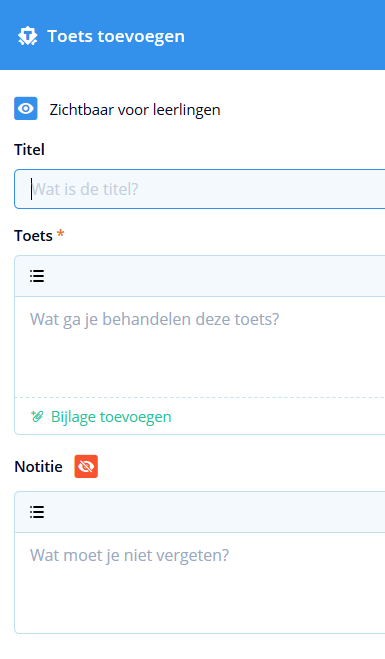 Toets toevoegen
Zichtbaar voor leerlingen
Titel
Wat is de titel?
Toets *
Wat ga je behandelen deze toets?
Bijlage toevoegen
Notitie
Wat moet je niet vergeten?